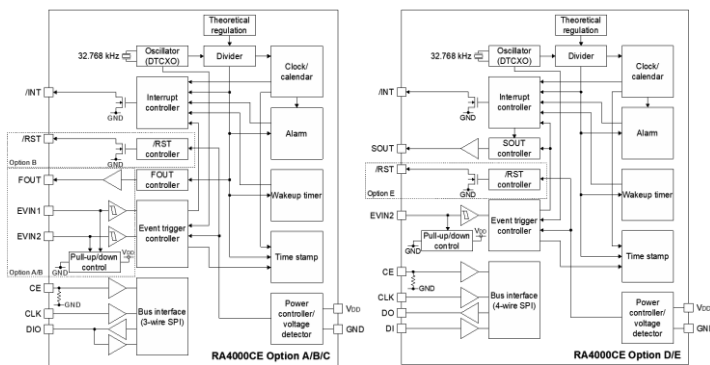 Theoretical
regulation
32.768 kHz
Oscillator
(DTCXO)
Divider
Clock/
calendar
/INT
Interrupt
controller
GND
Alarm
/RST
/RST
controller
GND
Option B
FOUT
FOUT
controller
Wakeup timer
EVIN1
EVIN2
Event trigger
controller
VDD
Pull-up/down
control
GND
Option A/B
Time stamp
CE
GND
CLK
DIO
Bus interface
(3-wire SPI)
Power
controller/
voltage
detector
VDD
GND
RA4000CE Option A/B/C
Theoretical
regulation
32.768 kHz
Oscillator
(DTCXO)
Divider
Clock/
calendar
/INT
Interrupt
controller
GND
Alarm
SOUT
SOUT
controller
/RST
/RST
controller
GND
Option E
Wakeup timer
EVIN2
Event trigger
controller
VDD
Pull-up/down
control
GND
Time stamp
CE
GND
CLK
DO
DI
Bus interface
(4-wire SPI)
Power
controller/
voltage
detector
VDD
GND
RA4000CE Option D/E